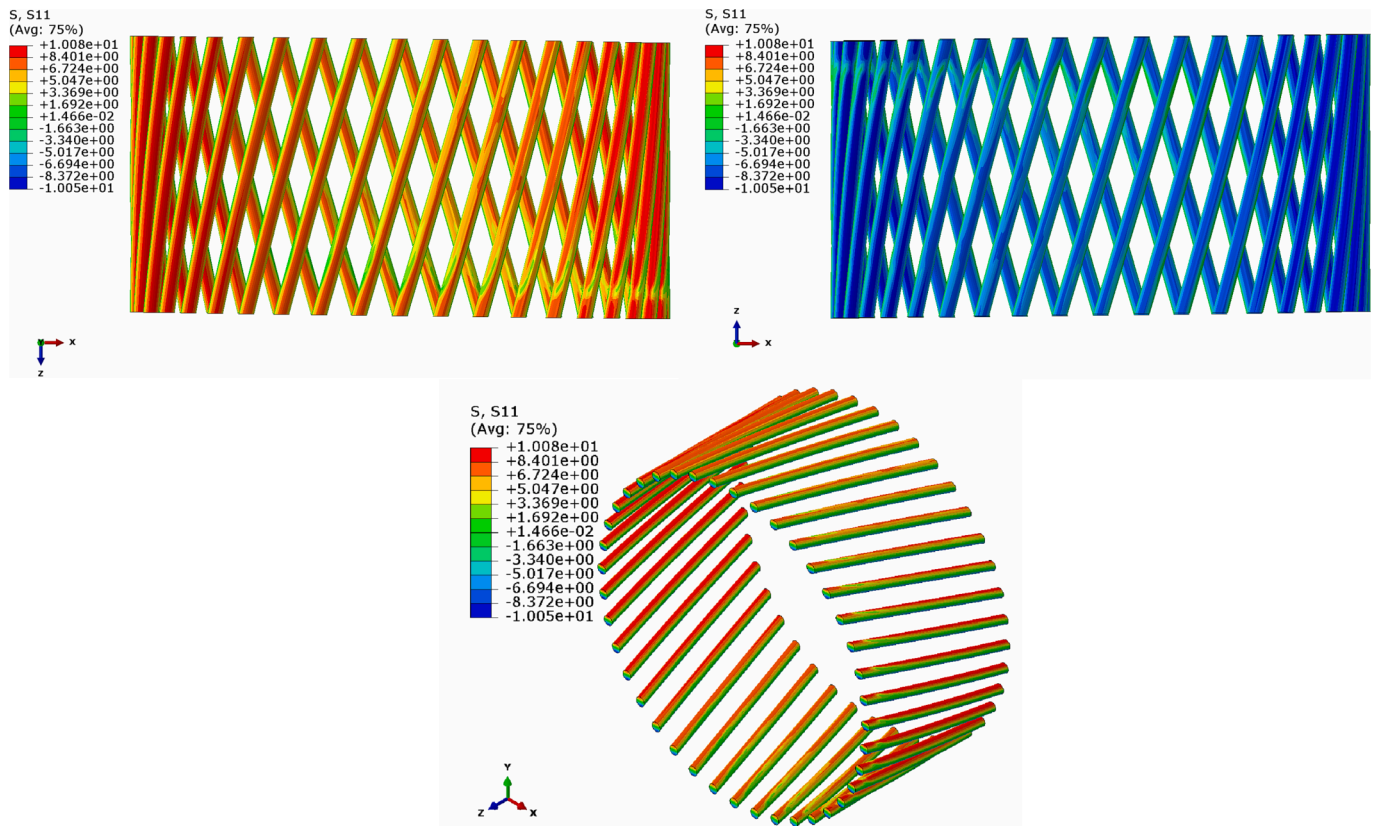 S, S11
(Avg: 75%)
+1.008e+01
+8.401e+00
+6.724e+00
+5.047e+00
+3.369e+00
+1.692e+00
+1.466e-02
-1.663e+00
-3.340e+00
-5.017e+00
-6.694e+00
-8.372e+00
-1.005e+01
Y
X
Z
S, S11
(Avg: 75%)
+1.008e+01
+8.401e+00
+6.724e+00
+5.047e+00
+3.369e+00
+1.692e+00
+1.466e-02
-1.663e+00
-3.340e+00
-5.017e+00
-6.694e+00
-8.372e+00
-1.005e+01
Z
X
S, S11
(Avg: 75%)
+1.008e+01
+8.401e+00
+6.724e+00
+5.047e+00
+3.369e+00
+1.692e+00
+1.466e-02
-1.663e+00
-3.340e+00
-5.017e+00
-6.694e+00
-8.372e+00
-1.005e+01
Y
Z
X